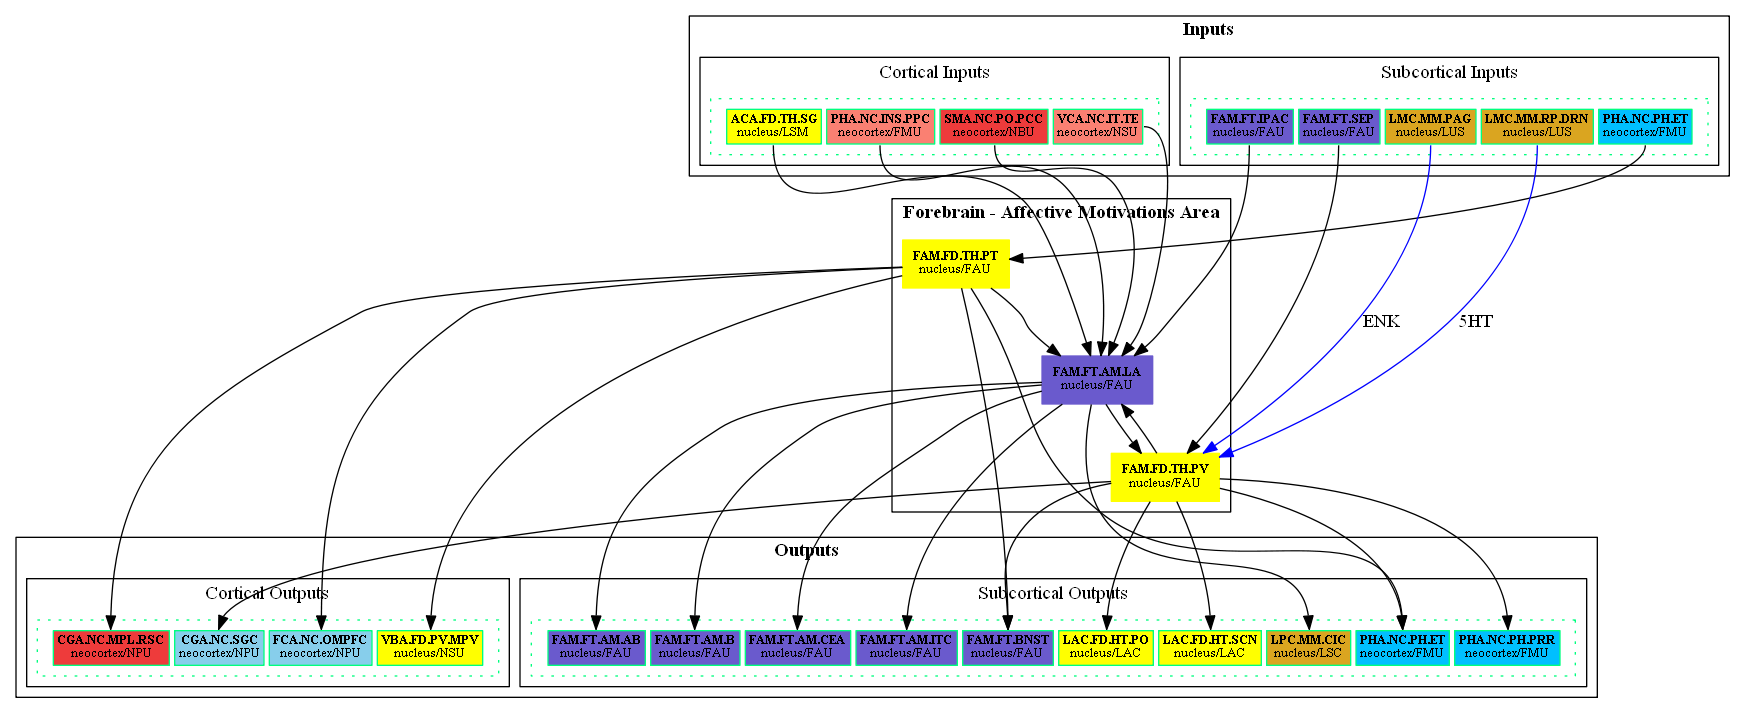 Inputs
Cortical Inputs
Subcortical Inputs
ACA.FD.TH.SG
nucleus/LSM
PHA.NC.INS.PPC
neocortex/FMU
SMA.NC.PO.PCC
neocortex/NBU
VCA.NC.IT.TE
neocortex/NSU
FAM.FT.IPAC
nucleus/FAU
FAM.FT.SEP
nucleus/FAU
LMC.MM.PAG
nucleus/LUS
LMC.MM.RP.DRN
nucleus/LUS
PHA.NC.PH.ET
neocortex/FMU
Forebrain - Affective Motivations Area
FAM.FD.TH.PT
nucleus/FAU
ENK
5HT
FAM.FT.AM.LA
nucleus/FAU
FAM.FD.TH.PV
nucleus/FAU
Outputs
Cortical Outputs
Subcortical Outputs
CGA.NC.MPL.RSC
neocortex/NPU
CGA.NC.SGC
neocortex/NPU
FCA.NC.OMPFC
neocortex/NPU
VBA.FD.PV.MPV
nucleus/NSU
FAM.FT.AM.AB
nucleus/FAU
FAM.FT.AM.B
nucleus/FAU
FAM.FT.AM.CEA
nucleus/FAU
FAM.FT.AM.ITC
nucleus/FAU
FAM.FT.BNST
nucleus/FAU
LAC.FD.HT.PO
nucleus/LAC
LAC.FD.HT.SCN
nucleus/LAC
LPC.MM.CIC
nucleus/LSC
PHA.NC.PH.ET
neocortex/FMU
PHA.NC.PH.PRR
neocortex/FMU